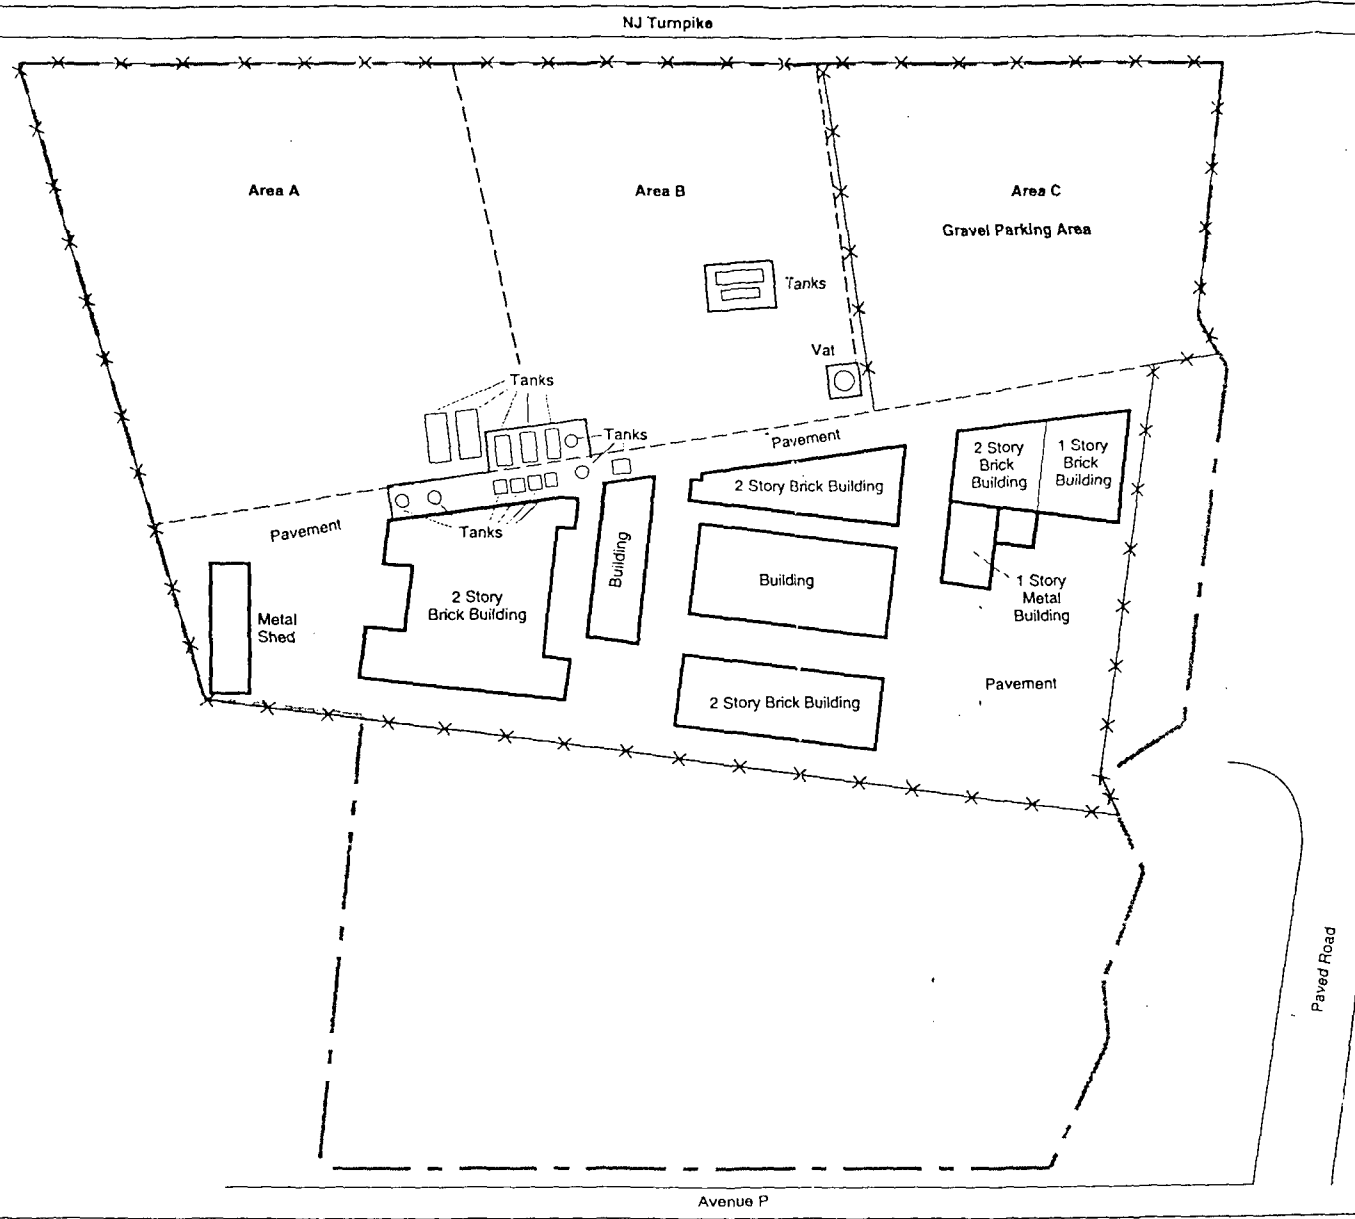 NJ Turnpike
Area A
Area B
Area C
Gravel Parking Area
Tanks
Vat
Tanks
Tanks
Pavement
2 Story
Brick
Building
1 Story
Brick
Building
2 Story Brick Building
Pavement
Tanks
Building
Building
1 Story
Metal
Building
2 Story
Brick Building
Metal
Shed
Pavement
2 Story Brick Building
Paved Road
Avenue P